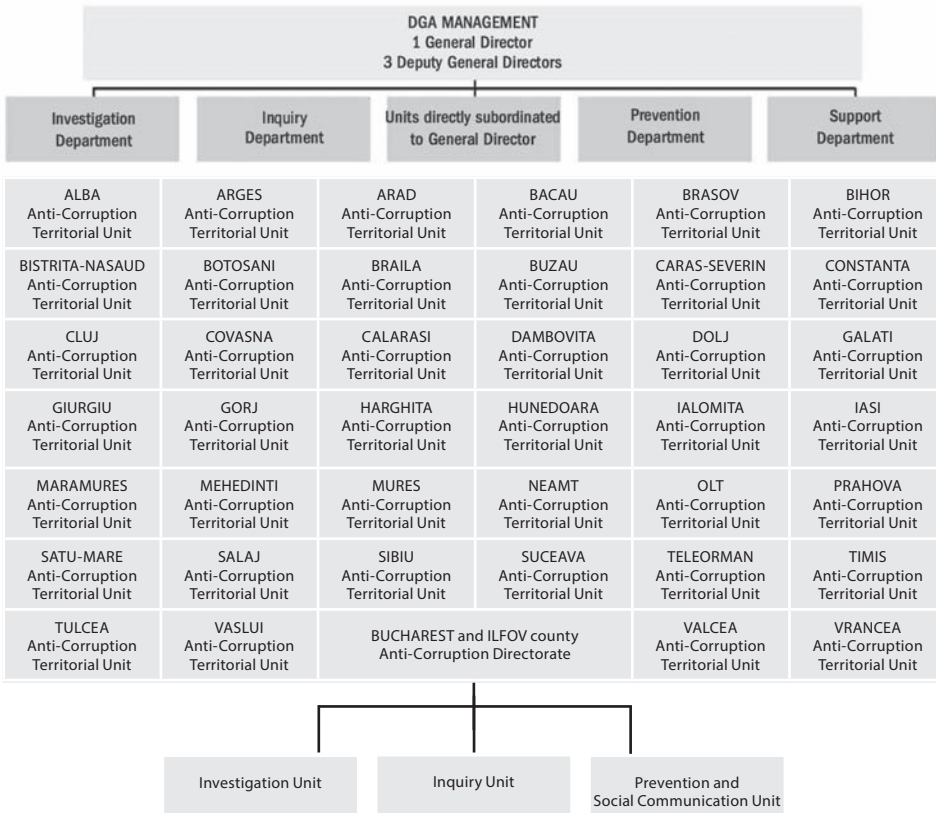 DGA MANAGEMENT
1 General Director
3 Deputy General Directors
Investigation
Department
Inquiry
Department
Units directly subordinated
to General Director
Prevention
Department
Support
Department
ALBA
Anti-Corruption
Territorial Unit
ARGES
Anti-Corruption
Territorial Unit
ARAD
Anti-Corruption
Territorial Unit
BACAU
Anti-Corruption
Territorial Unit
BRASOV
Anti-Corruption
Territorial Unit
BIHOR
Anti-Corruption
Territorial Unit
BISTRITA-NASAUD
Anti-Corruption
Territorial Unit
BOTOSANI
Anti-Corruption
Territorial Unit
BRAILA
Anti-Corruption
Territorial Unit
BUZAU
Anti-Corruption
Territorial Unit
CARAS-SEVERIN
Anti-Corruption
Territorial Unit
CONSTANTA
Anti-Corruption
Territorial Unit
CLUJ
Anti-Corruption
Territorial Unit
COVASNA
Anti-Corruption
Territorial Unit
CALARASI
Anti-Corruption
Territorial Unit
DAMBOVITA
Anti-Corruption
Territorial Unit
DOLJ
Anti-Corruption
Territorial Unit
GALATI
Anti-Corruption
Territorial Unit
GIURGIU
Anti-Corruption
Territorial Unit
GORJ
Anti-Corruption
Territorial Unit
HARGHITA
Anti-Corruption
Territorial Unit
HUNEDOARA
Anti-Corruption
Territorial Unit
IALOMITA
Anti-Corruption
Territorial Unit
IASI
Anti-Corruption
Territorial Unit
MARAMURES
Anti-Corruption
Territorial Unit
MEHEDINTI
Anti-Corruption
Territorial Unit
MURES
Anti-Corruption
Territorial Unit
NEAMT
Anti-Corruption
Territorial Unit
OLT
Anti-Corruption
Territorial Unit
PRAHOVA
Anti-Corruption
Territorial Unit
SATU-MARE
Anti-Corruption
Territorial Unit
SALAJ
Anti-Corruption
Territorial Unit
SIBIU
Anti-Corruption
Territorial Unit
SUCEAVA
Anti-Corruption
Territorial Unit
TELEORMAN
Anti-Corruption
Territorial Unit
TIMIS
Anti-Corruption
Territorial Unit
TULCEA
Anti-Corruption
Territorial Unit
VASLUI
Anti-Corruption
Territorial Unit
BUCHAREST and ILFOV county
Anti-Corruption Directorate
VALCEA
Anti-Corruption
Territorial Unit
VRANCEA
Anti-Corruption
Territorial Unit
Investigation Unit
Inquiry Unit
Prevention and
Social Communication Unit